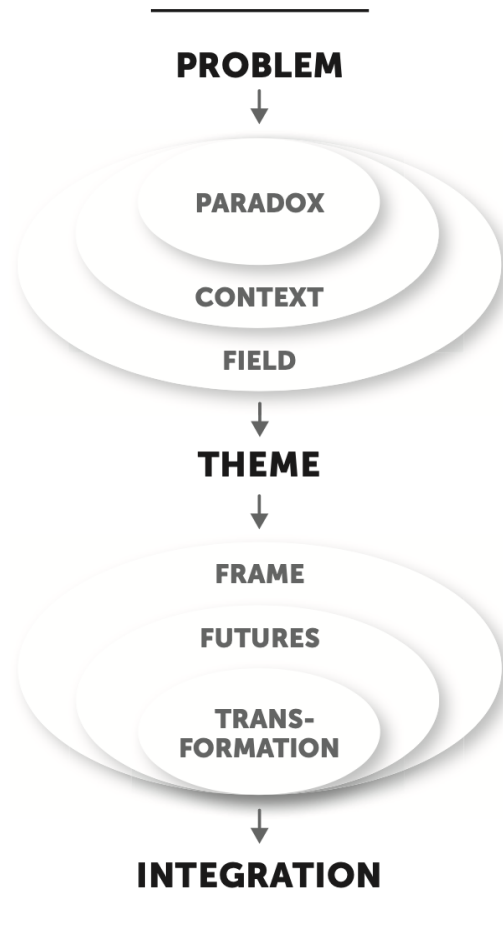 PROBLEM
PARADOX
CONTEXT
FIELD
THEME
FRAME
FUTURES
TRANS-
FORMATION
INTEGRATION